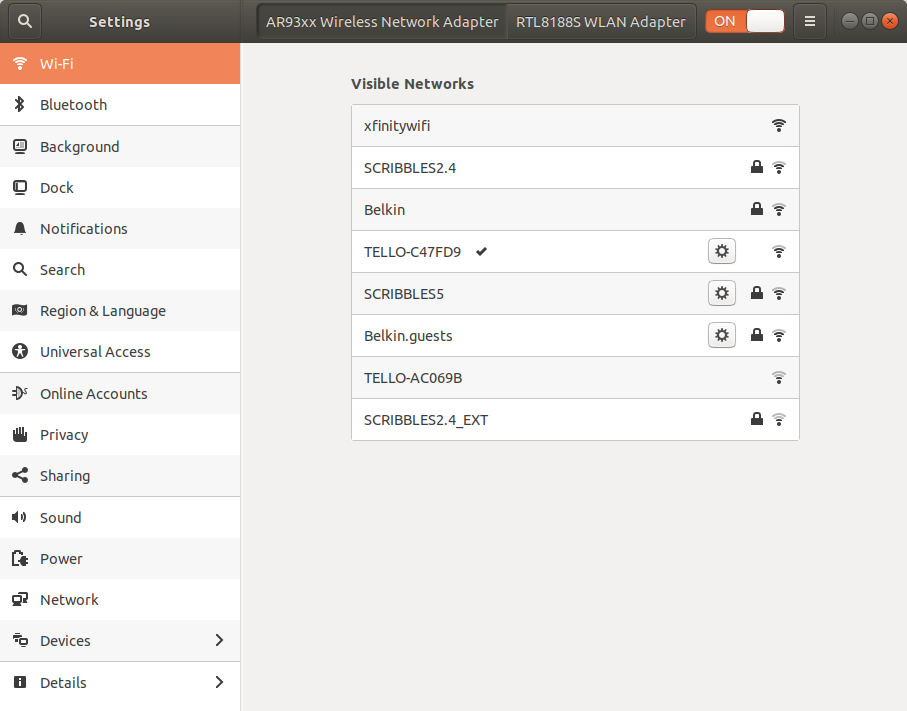 Settings
AR93xx Wireless Network Adapter
RTL8188S WLAN Adapter
ON
Wi-Fi
Bluetooth
Background
Dock
Notifications
Search
Region & Language
Universal Access
Online Accounts
Privacy
Sharing
Sound
Power
Network
Devices
Details
Visible Networks
xfinitywifi
SCRIBBLES2.4
Belkin
TELLO-C47FD9
SCRIBBLES5
Belkin.guests
TELLO-AC069B
SCRIBBLES2.4_EXT